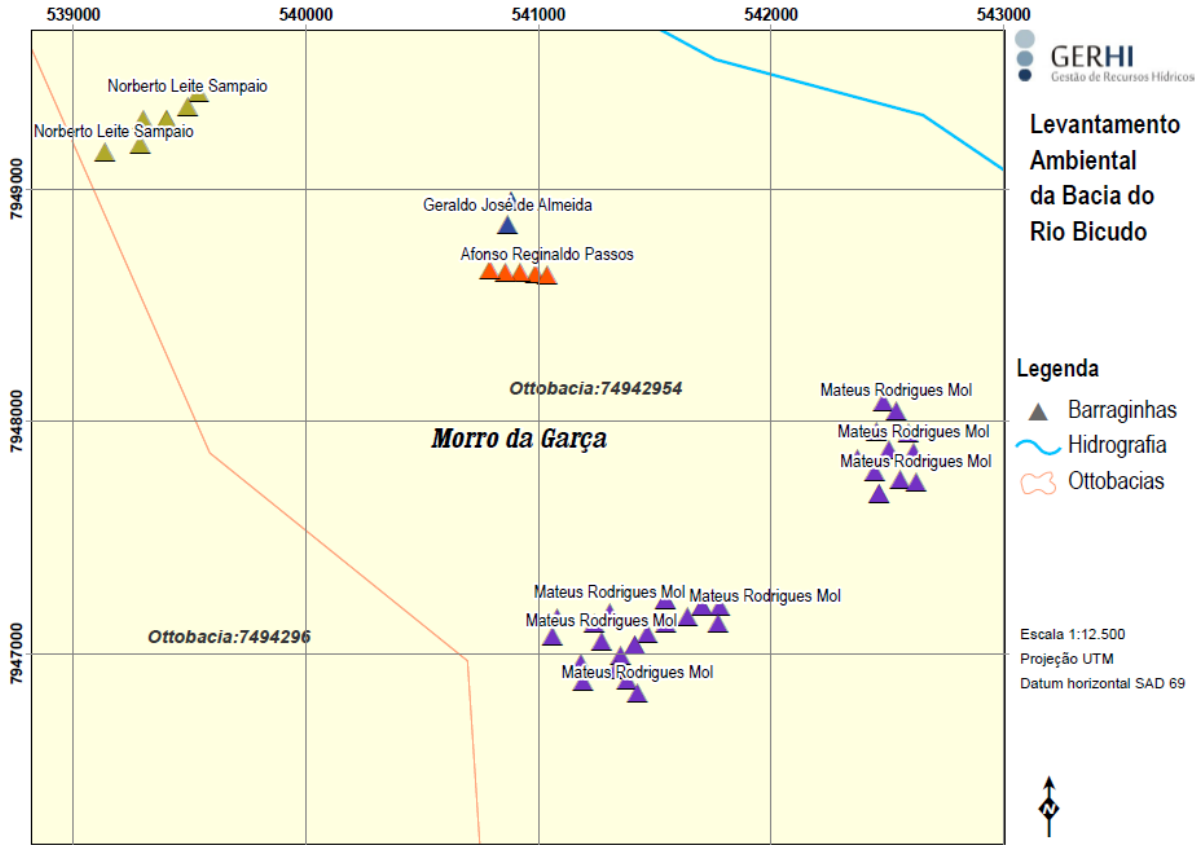 539000
540000
541000
542000
543000
GERHI
Gestão de Recursos Hídricos
Levantamento
Ambiental
da Bacia do
Rio Bicudo
Norberto Leite Sampaio
Norberto Leite Sampaio
7949000
Geraldo José de Almeida
Afonso Reginaldo Passos
Ottobacia:74942954
Mateus Rodrigues Mol
7948000
Morro da Garça
Mateus Rodrigues Mol
Mateus Rodrigues Mol
Legenda
Barraginhas
Hidrografia
Ottobacias
Mateus Rodrigues Mol
Mateus Rodrigues Mol
Mateus Rodrigues Mol
Ottobacia:7494296
7947000
Mateus Rodrigues Mol
Escala 1:12.500
Projeção UTM
Datum horizontal SAD 69
N